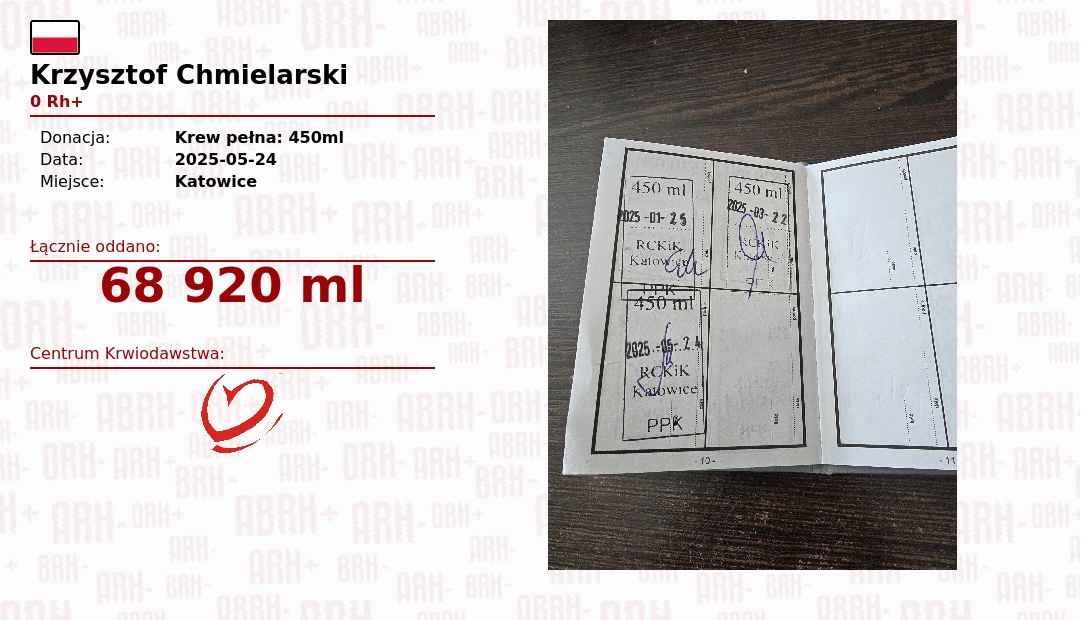 Krzysztof Chmielarski
0 Rh+
Donacja: Krew pełna: 450ml
Data: 2025-05-24
Miejsce: Katowice
Łącznie oddano:
68 920 ml
Centrum Krwiodawstwa:
450 ml
2025-01-25
RCKiK
Katowice
PPK
450 ml
2025-03-22
RCKiK
450 ml
2025-05-24
RCKiK
Katowice
PPK
-10-
-11